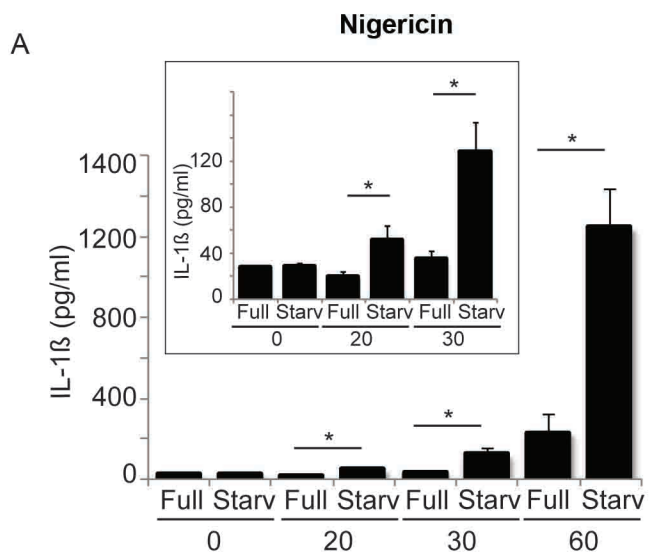 Nigericin
A
*
120
80
40
0
IL-1ß (pg/ml)
*
Full Starv Full Starv Full Starv
0 20 30
*
1400
1200
800
400
0
IL-1ß (pg/ml)
*
*
Full Starv Full Starv Full Starv Full Starv
0 20 30 60